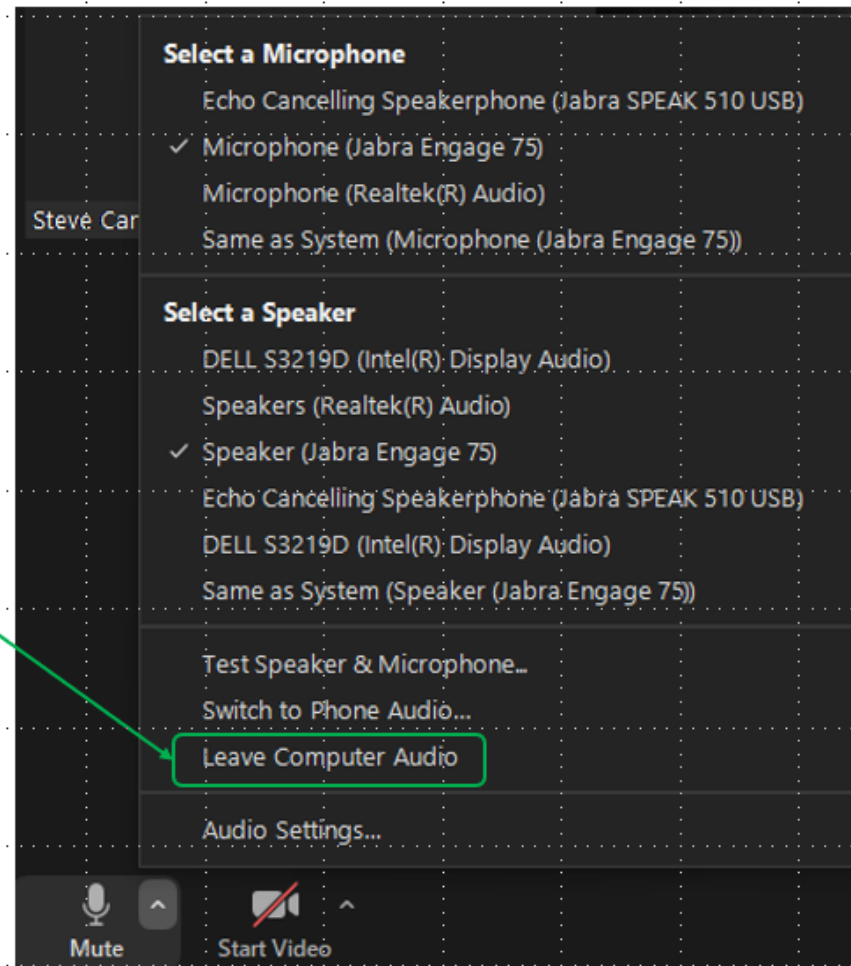 Select a Microphone
Echo Cancelling Speakerphone (Jabra SPEAK 510 USB)
Microphone (Jabra Engage 75)
Microphone (Realtek(R) Audio)
Steve Car
Same as System (Microphone (Jabra Engage 75))
Select a Speaker
DELL S3219D (Intel(R) Display Audio)
Speakers (Realtek(R) Audio)
Speaker (Jabra Engage 75)
Echo Cancelling Speakerphone (Jabra SPEAK 510 USB)
DELL S3219D (Intel(R) Display Audio)
Same as System (Speaker (Jabra Engage 75))
Test Speaker & Microphone...
Switch to Phone Audio...
Leave Computer Audio
Audio Settings...
Mute
Start Video